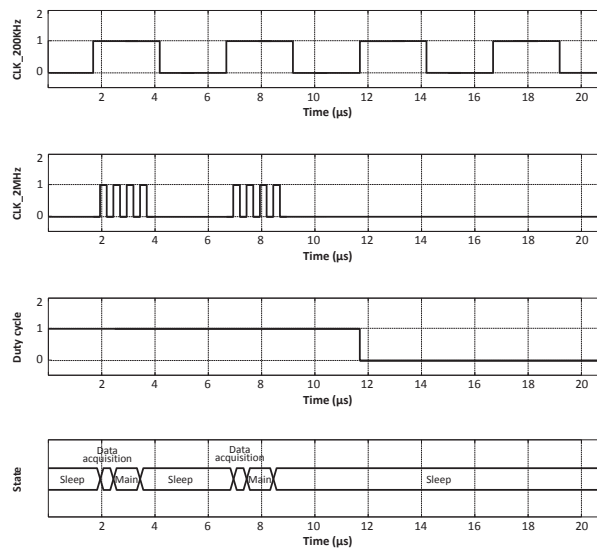 CLK_200KHz
2
1
0
2 4 6 8 10 12 14 16 18 20
Time (μs)
CLK_2MHz
2
1
0
2 4 6 8 10 12 14 16 18 20
Time (μs)
Duty cycle
2
1
0
2 4 6 8 10 12 14 16 18 20
Time (μs)
State
Data
acquisition
Data
acquisition
Sleep Main Sleep Main Sleep
2 4 6 8 10 12 14 16 18 20
Time (μs)